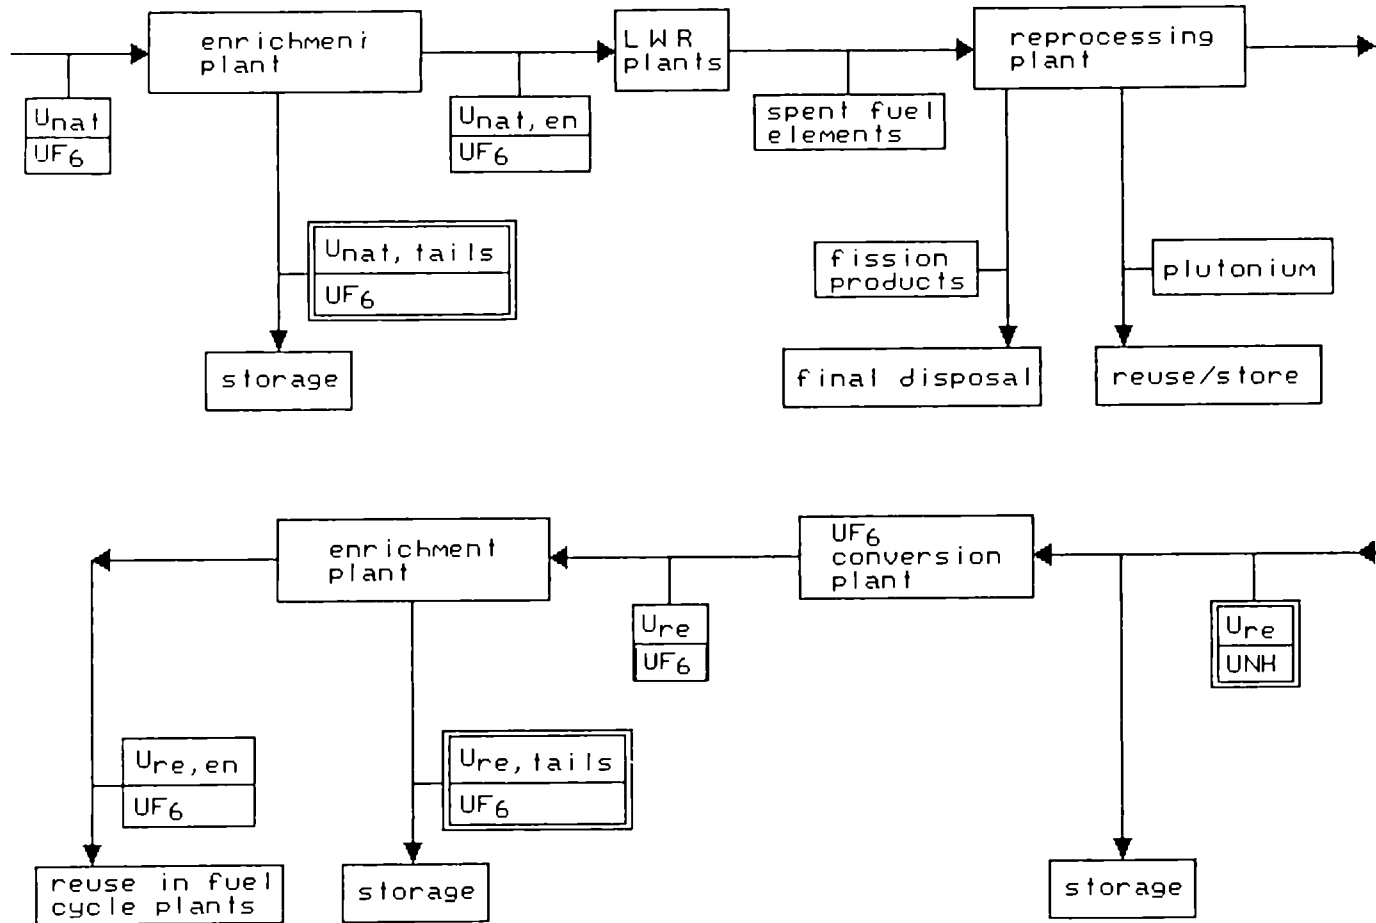 enrichment
plant
LWR
plants
reprocessing
plant
Unat
UF6
Unat, en
UF6
spent fuel
elements
Unat, tails
UF6
fission
products
plutonium
storage
final disposal
reuse/store
enrichment
plant
UF6
conversion
plant
Ure
UF6
Ure
UNH
Ure, en
UF6
Ure, tails
UF6
reuse in fuel
cycle plants
storage
storage